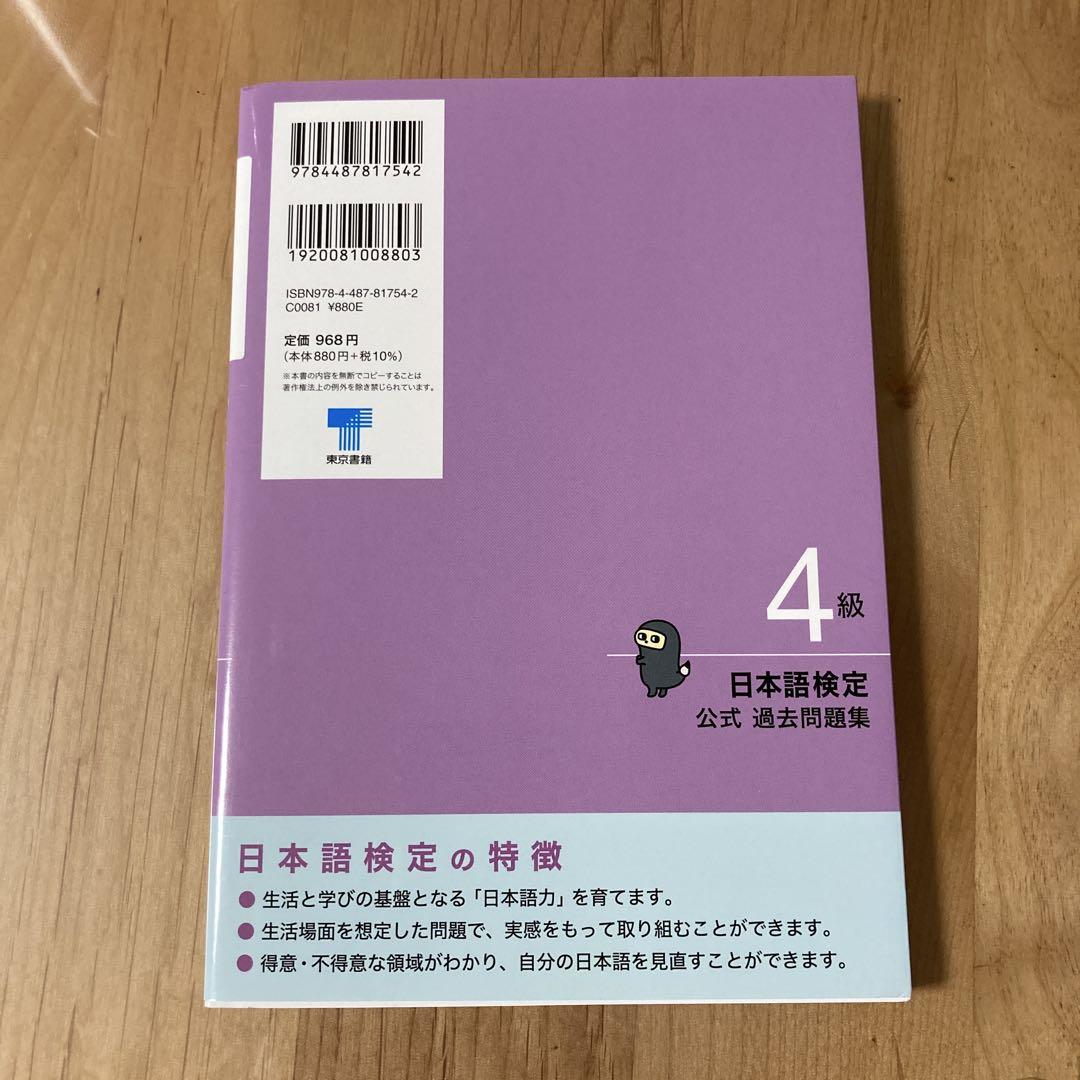 9784487817542
1920081008803
ISBN978-4-487-81754-2
C0081 ¥880E
定価 968円
(本体880円+税10%)
※本書の内容を無断でコピーすることは
著作権法上の例外を除き禁じられています。
東京書籍
4級
日本語検定
公式 過去問題集
日本語検定の特徴
● 生活と学びの基盤となる「日本語力」を育てます。
● 生活場面を想定した問題で、実感をもって取り組むことができます。
● 得意・不得意な領域がわかり、自分の日本語を見直すことができます。